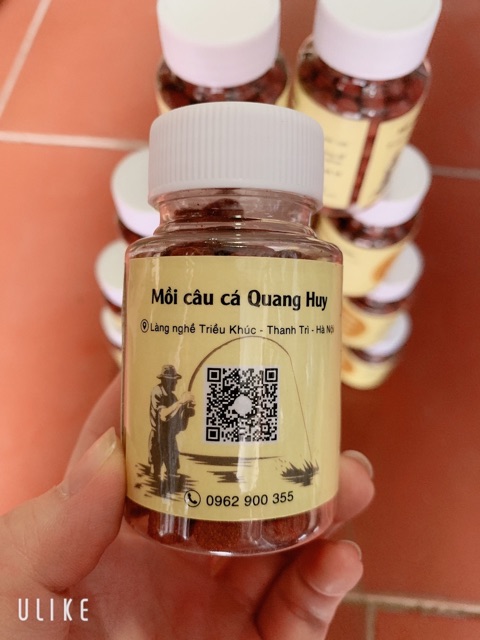 Mồi câu cá Quang Huy
Làng nghề Triều Khúc - Thanh Trì - Hà Nội
0962 900 355
ULIKE